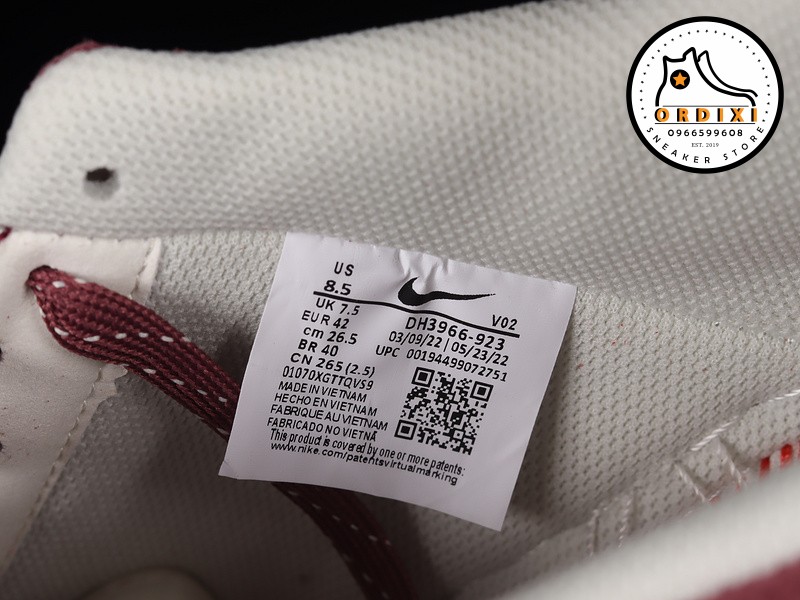 ORDIXI
0966599608
EST. 2019
SNEAKER STORE
US
8.5
UK 7.5
EUR 42
cm 26.5
BR 40
CN 265 (2.5)
01070XGTTQVS9
MADE IN VIETNAM
HECHO EN VIETNAM
FABRIQUE AU VIETNAM
FABRICADO NO VIETNÃ
This product is covered by one or more patents:
www.nike.com/patentsvirtualmarking
V02
DH3966-923
03/09/22 | 05/23/22
UPC 00194499072751